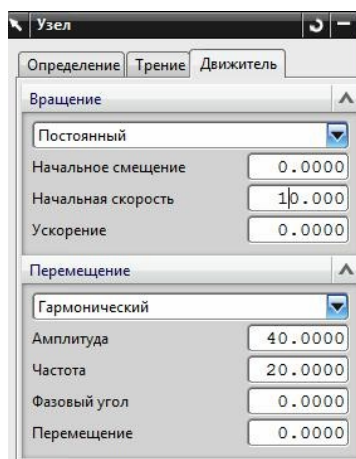 Узел
Определение Трение Движитель
Вращение
Постоянный
Начальное смещение 0.0000
Начальная скорость 10.000
Ускорение 0.0000
Перемещение
Гармонический
Амплитуда 40.0000
Частота 20.0000
Фазовый угол 0.0000
Перемещение 0.0000